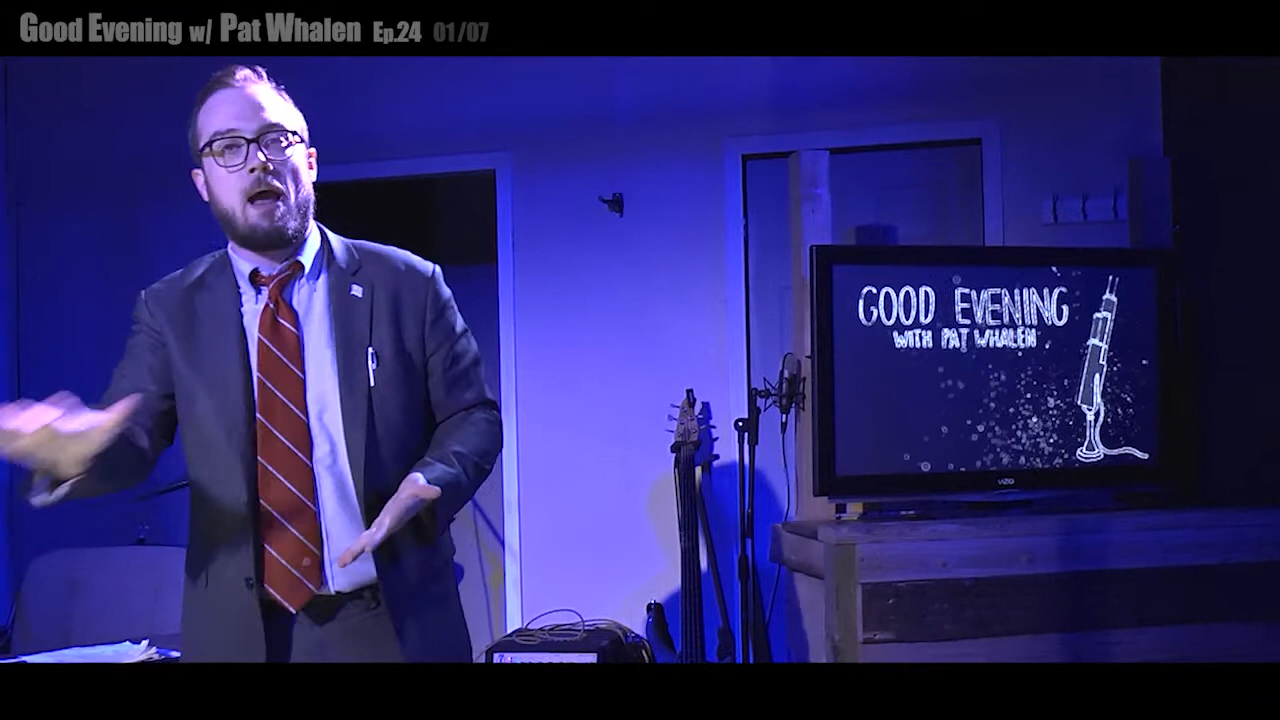 Good Evening w/ Pat Whalen Ep.24 01/07
GOOD EVENING
WITH PAT WHALEN
VIZIO